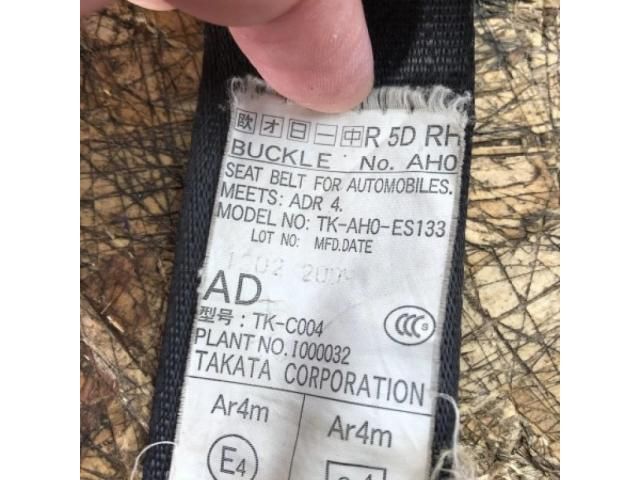 欧オ日一中R 5D RH
BUCKLE No. AH0
SEAT BELT FOR AUTOMOBILES.
MEETS: ADR 4.
MODEL NO: TK-AH0-ES133
LOT NO: MFD.DATE
AD
型号: TK-C004
CCC S
PLANT NO.I000032
TAKATA CORPORATION
Ar4m Ar4m
E4